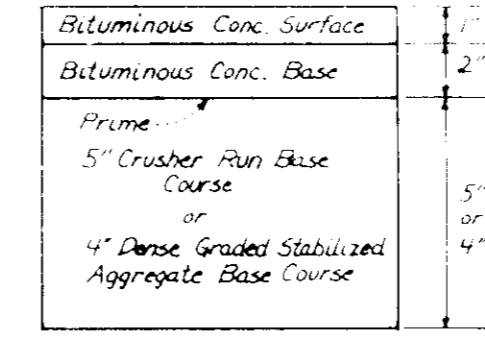 Bituminous Conc. Surface
1"
Bituminous Conc. Base
2"
Prime
5" Crusher Run Base
Course
or
4" Dense Graded Stabilized
Aggregate Base Course
5"
or
4"